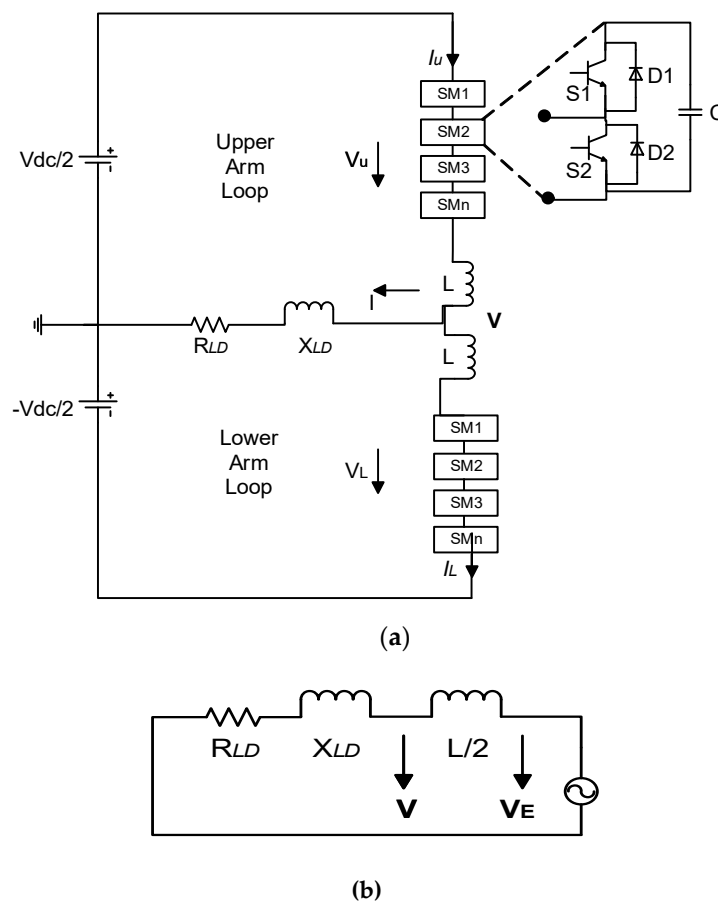 Iu
SM1
SM2
SM3
SMn
Vu
Upper
Arm
Loop
Vdc/2
S1
D1
S2
D2
L
V
I
RLD
XLD
L
-Vdc/2
Lower
Arm
Loop
VL
SM1
SM2
SM3
SMn
IL
(a)
RLD
XLD
L/2
V
VE
(b)